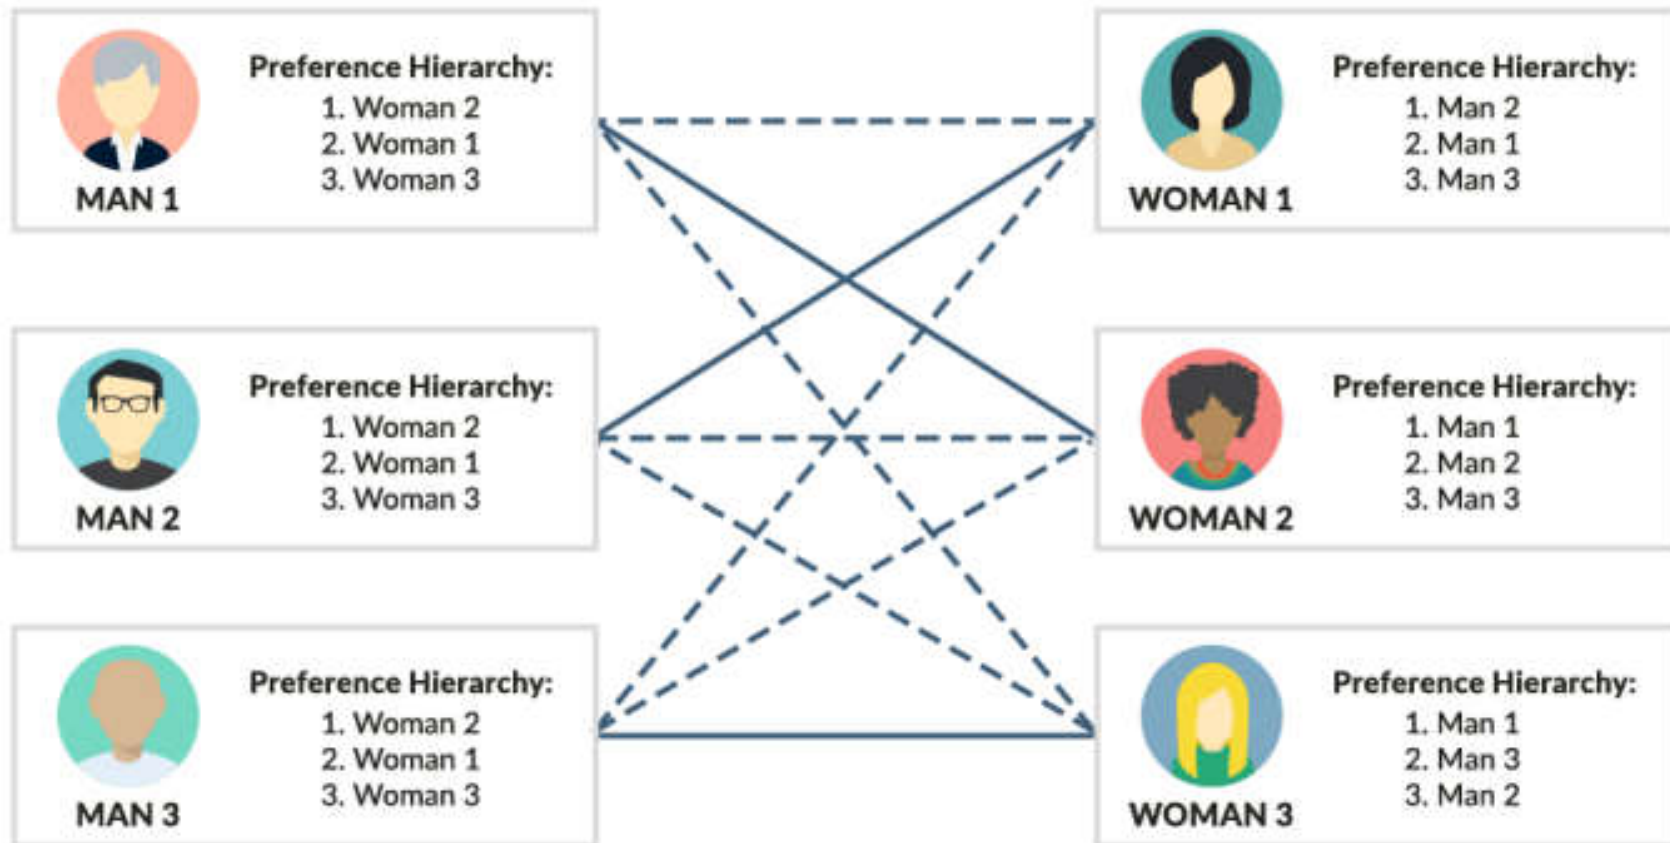 Preference Hierarchy:
1. Woman 2
2. Woman 1
3. Woman 3
MAN 1
Preference Hierarchy:
1. Man 2
2. Man 1
3. Man 3
WOMAN 1
Preference Hierarchy:
1. Woman 2
2. Woman 1
3. Woman 3
MAN 2
Preference Hierarchy:
1. Man 1
2. Man 2
3. Man 3
WOMAN 2
Preference Hierarchy:
1. Woman 2
2. Woman 1
3. Woman 3
MAN 3
Preference Hierarchy:
1. Man 1
2. Man 3
3. Man 2
WOMAN 3